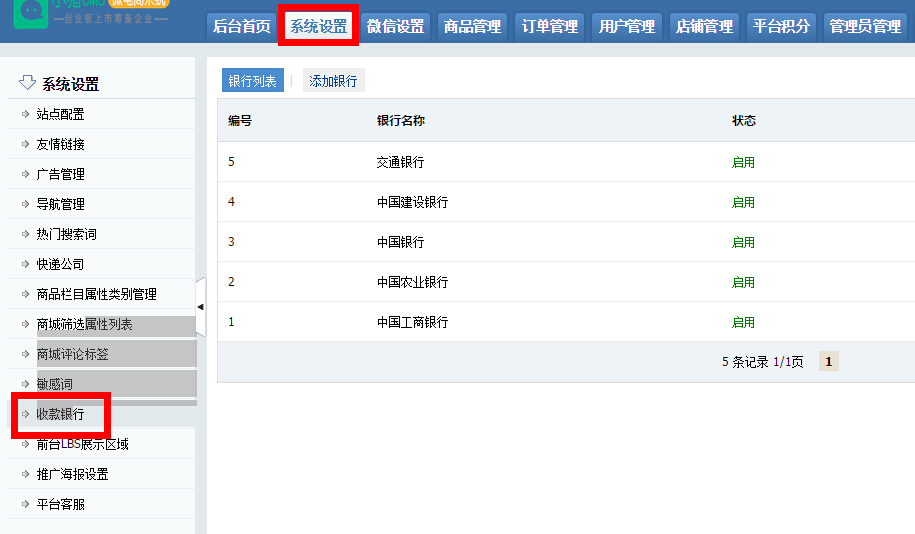 小猪CMS 微电商系统
—创业板上市筹备企业—
后台首页 系统设置 微信设置 商品管理 订单管理 用户管理 店铺管理 平台积分 管理员管理
系统设置
站点配置
友情链接
广告管理
导航管理
热门搜索词
快递公司
商品栏目属性类别管理
商城筛选属性列表
商城评论标签
敏感词
收款银行
前台LBS展示区域
推广海报设置
平台客服
银行列表 添加银行
编号 银行名称 状态
5 交通银行 启用
4 中国建设银行 启用
3 中国银行 启用
2 中国农业银行 启用
1 中国工商银行 启用
5 条记录 1/1页 1